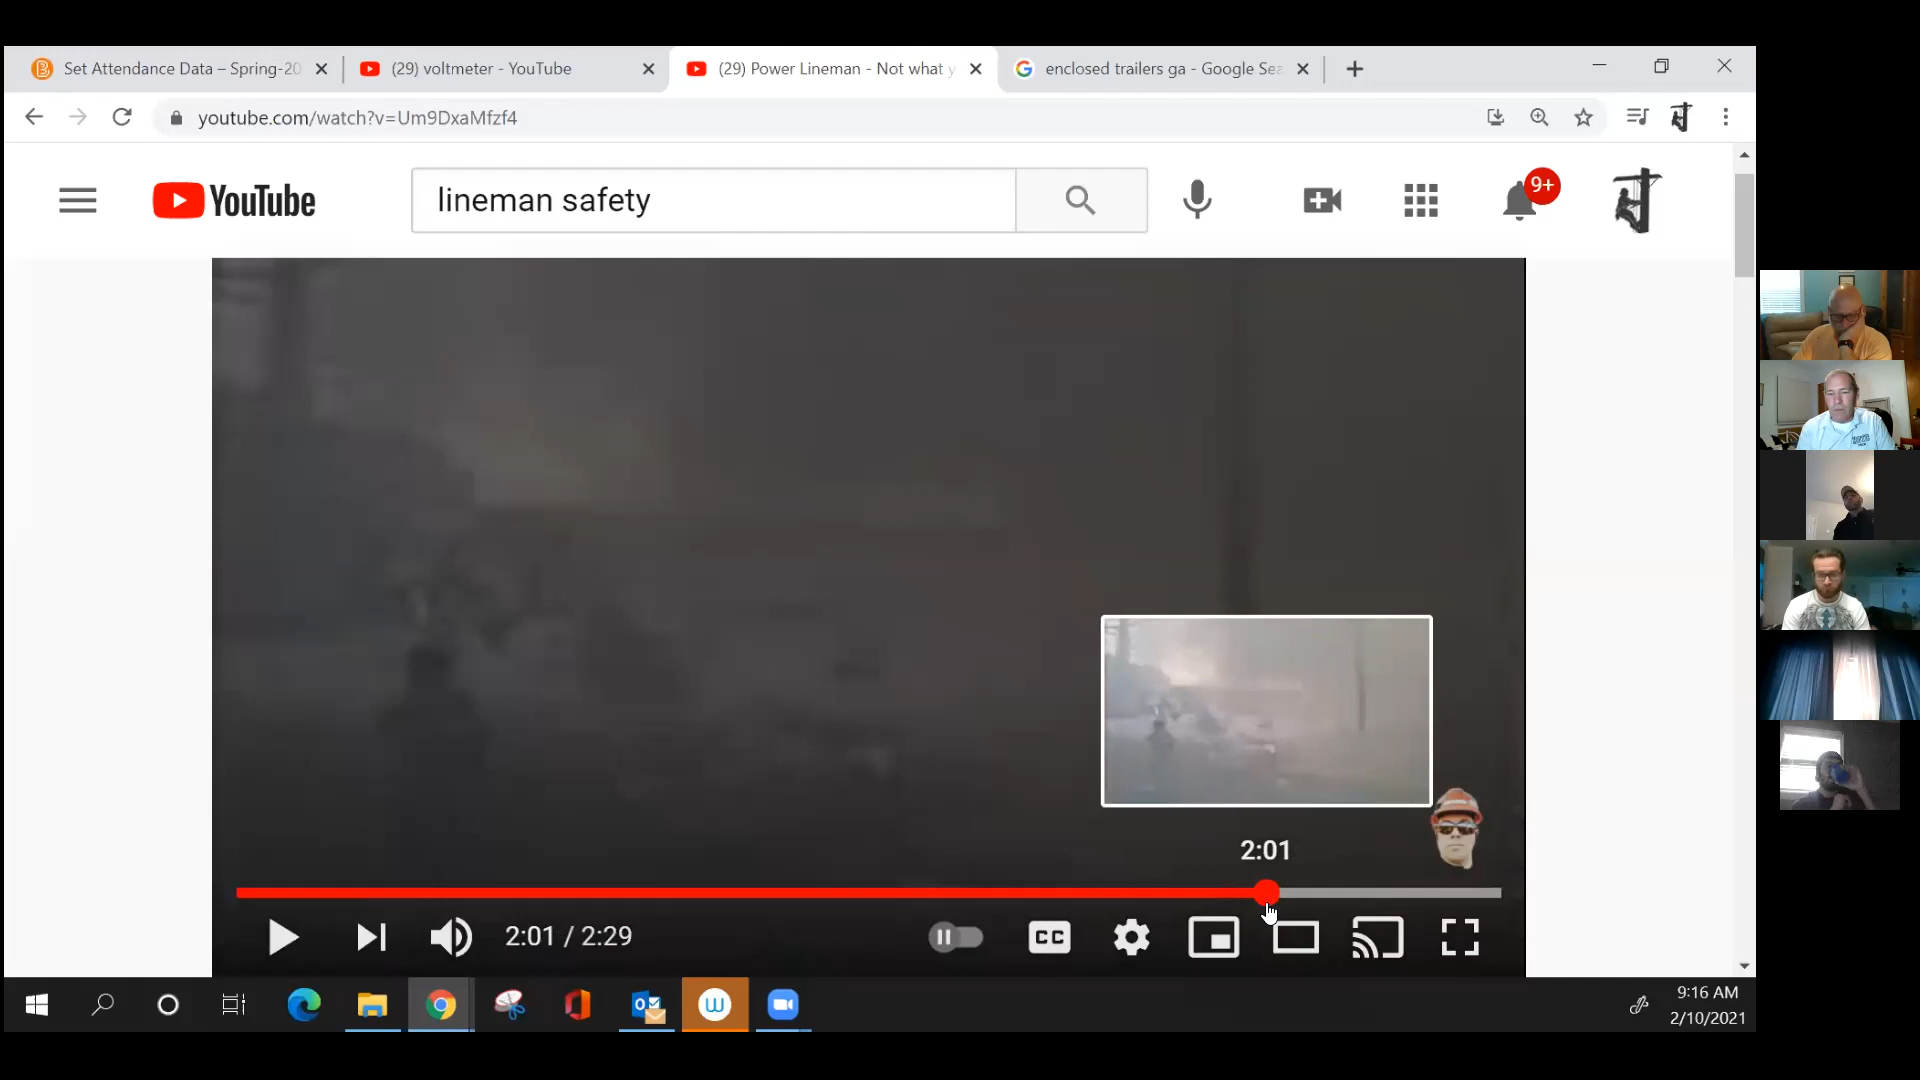 Set Attendance Data – Spring-20
(29) voltmeter - YouTube
(29) Power Lineman - Not what y
enclosed trailers ga - Google Sea
youtube.com/watch?v=Um9DxaMfzf4
YouTube
lineman safety
9+
2:01
2:01 / 2:29
CC
9:16 AM
2/10/2021